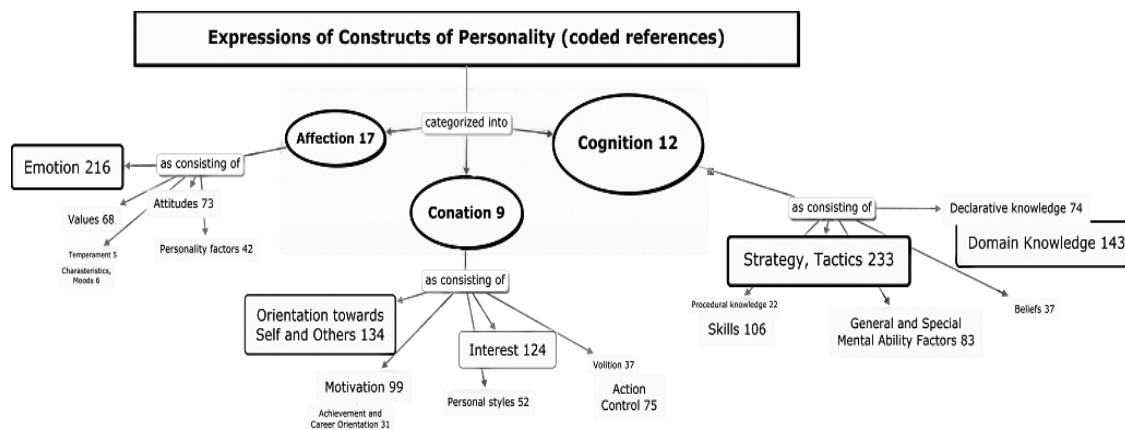 Expressions of Constructs of Personality (coded references)
categorized into
Affection 17
Cognition 12
Conation 9
as consisting of
Emotion 216
Values 68
Attitudes 73
Temperament 5
Charasteristics,
Moods 6
Personality factors 42
as consisting of
Orientation towards
Self and Others 134
Interest 124
Motivation 99
Achievement and
Career Orientation 31
Personal styles 52
Volition 37
Action
Control 75
as consisting of
Declarative knowledge 74
Domain Knowledge 143
Strategy, Tactics 233
Procedural knowledge 22
Skills 106
General and Special
Mental Ability Factors 83
Beliefs 37